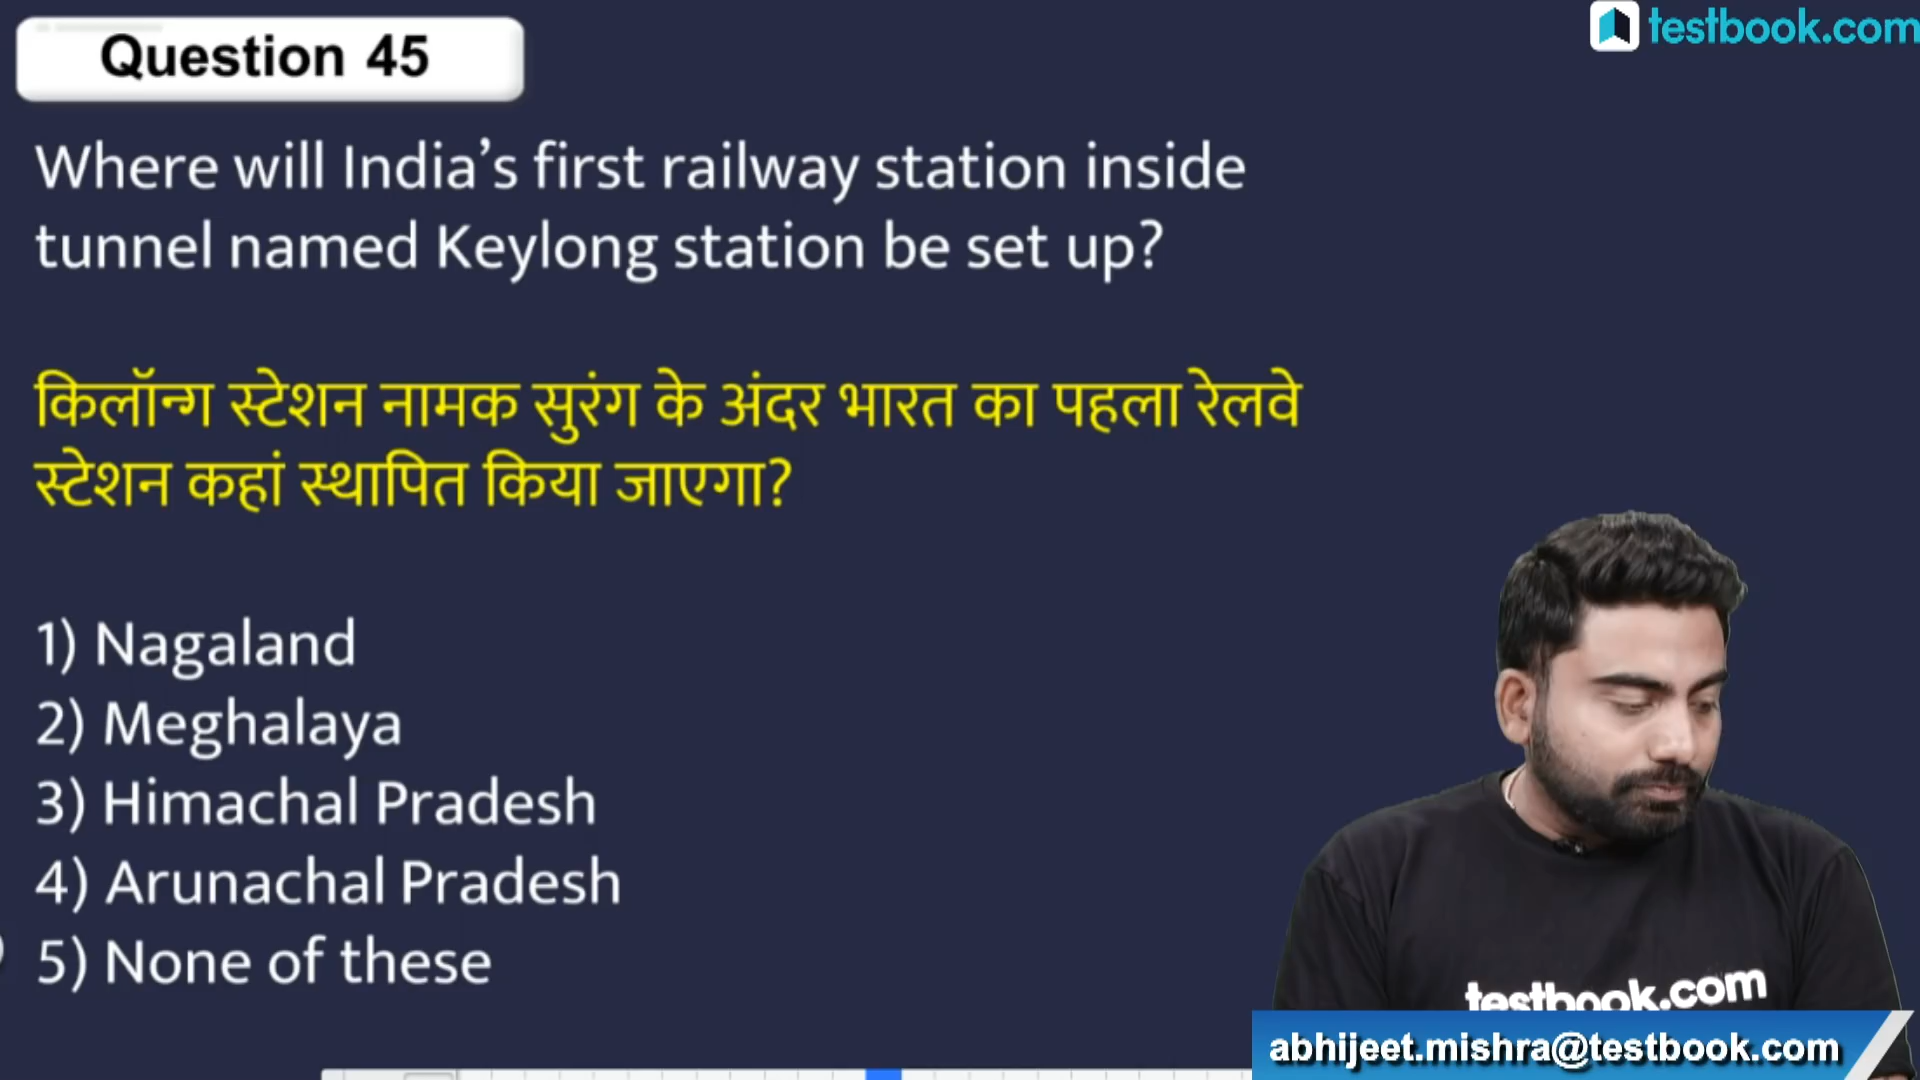 Question 45
testbook.com
Where will India’s first railway station inside
tunnel named Keylong station be set up?
किलॉन्ग स्टेशन नामक सुरंग के अंदर भारत का पहला रेलवे
स्टेशन कहां स्थापित किया जाएगा?
1) Nagaland
2) Meghalaya
3) Himachal Pradesh
4) Arunachal Pradesh
5) None of these
testbook.com
abhijeet.mishra@testbook.com